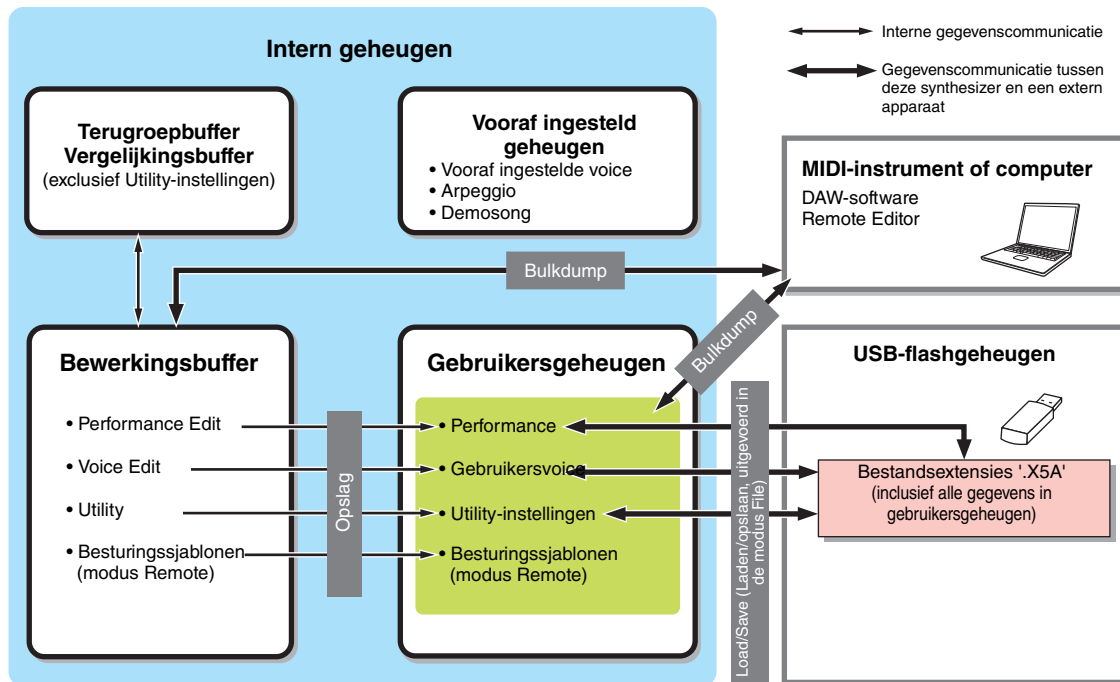 Intern geheugen
Interne gegevenscommunicatie
Gegevenscommunicatie tussen
deze synthesizer en een extern
apparaat
Terugroepbuffer
Vergelijkingsbuffer
(exclusief Utility-instellingen)
Vooraf ingesteld
geheugen
• Vooraf ingestelde voice
• Arpeggio
• Demosong
MIDI-instrument of computer
DAW-software
Remote Editor
Bulkdump
Bulkdump
Bewerkingsbuffer
• Performance Edit
• Voice Edit
• Utility
• Besturingssjablonen
(modus Remote)
Opslag
Gebruikersgeheugen
• Performance
• Gebruikersvoice
• Utility-instellingen
• Besturingssjablonen
(modus Remote)
Load/Save (Laden/opslaan, uitgevoerd in
de modus File)
USB-flashgeheugen
Bestandsextensies '.X5A'
(inclusief alle gegevens in
gebruikersgeheugen)